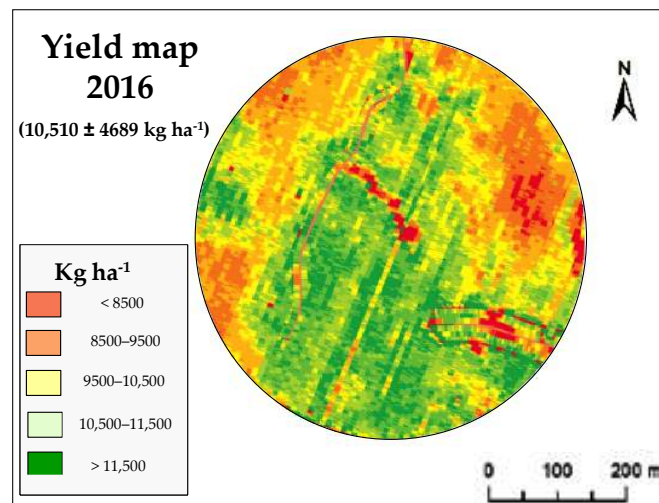 Yield map
2016
(10,510 ± 4689 kg ha⁻¹)
N
Kg ha⁻¹
< 8500
8500–9500
9500–10,500
10,500–11,500
> 11,500
0 100 200 m